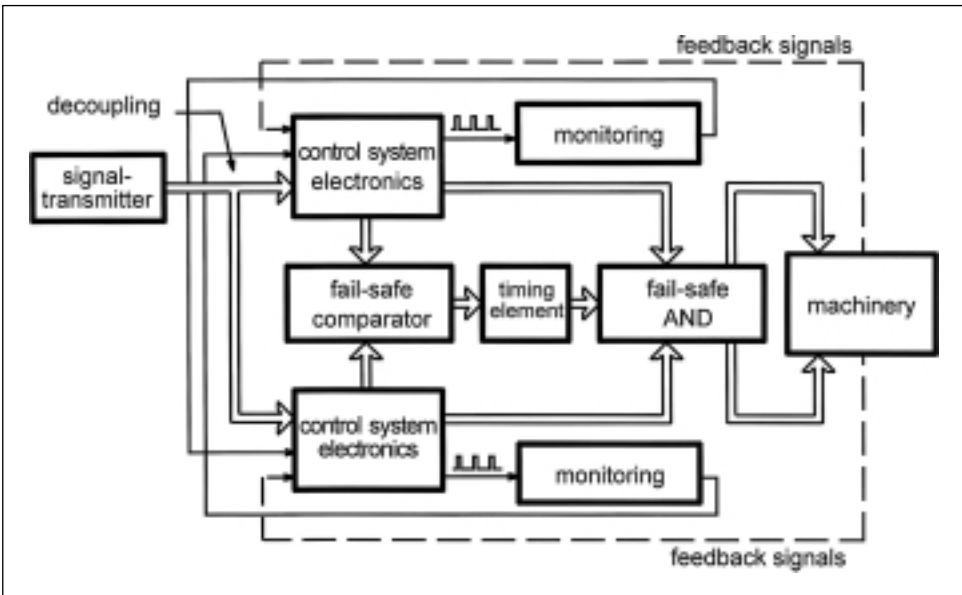 feedback signals
decoupling
monitoring
control system
electronics
signal-
transmitter
fail-safe
comparator
timing
element
fail-safe
AND
machinery
control system
electronics
monitoring
feedback signals